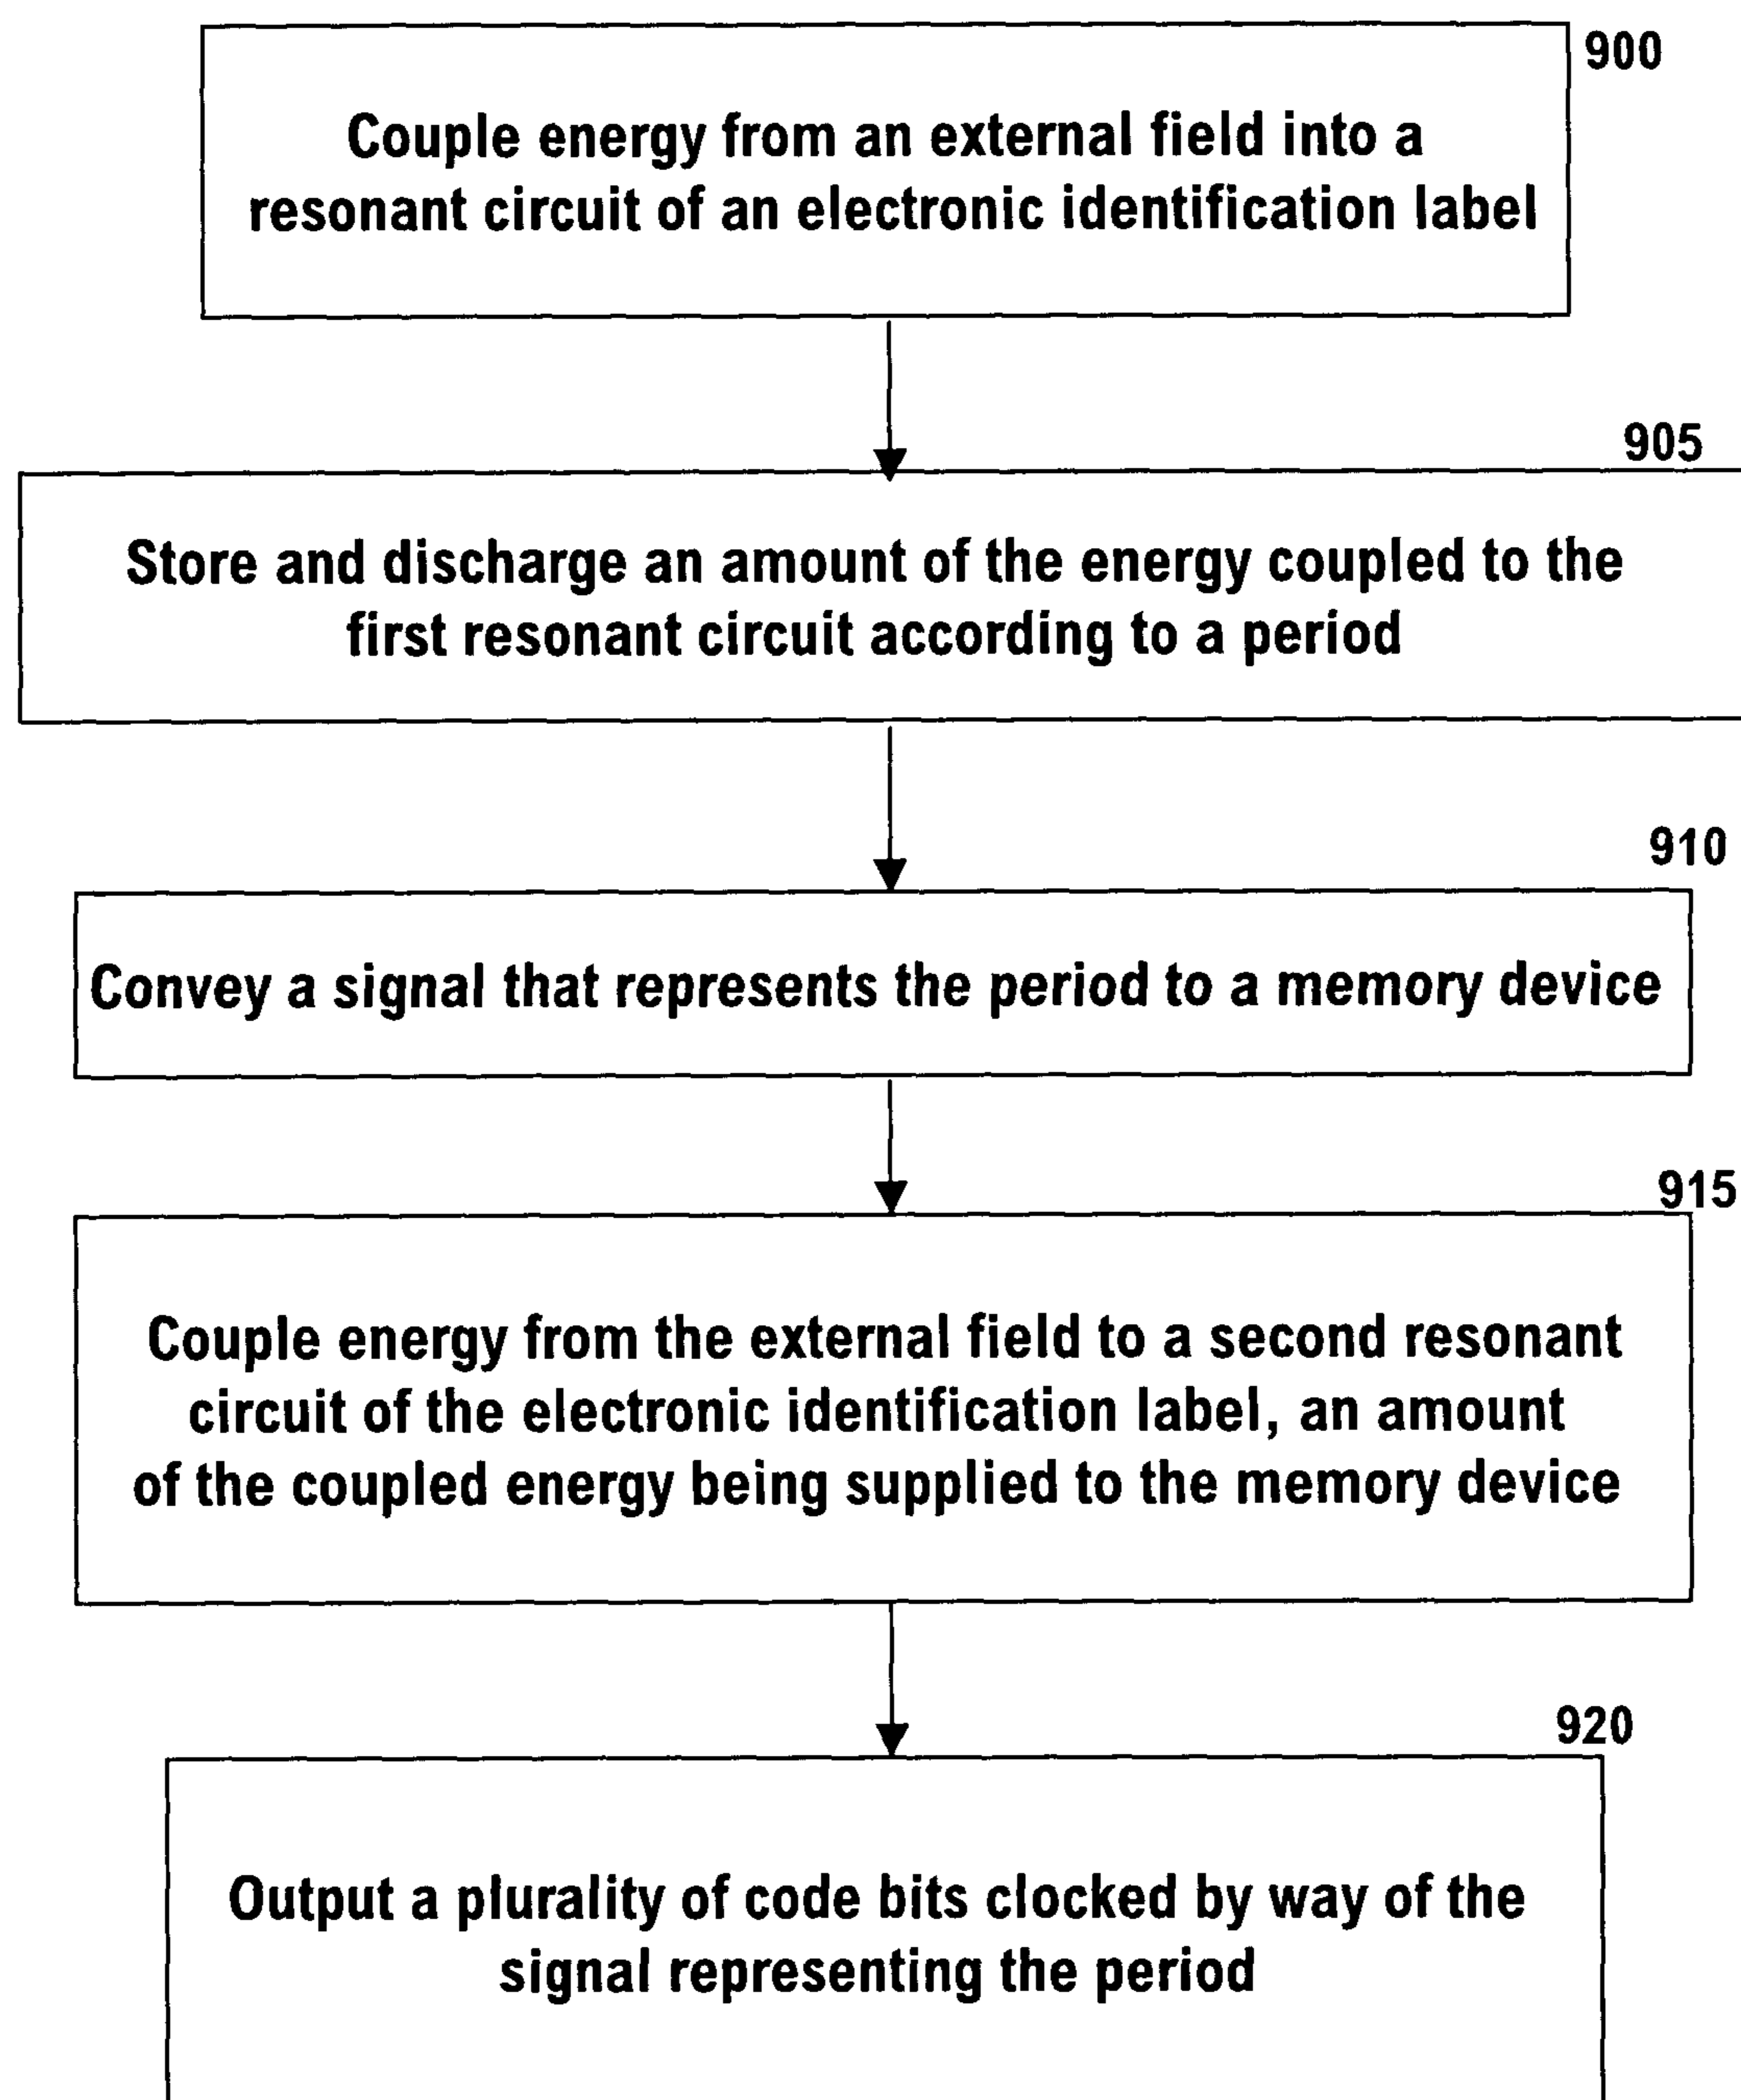 900
Couple energy from an external field into a
resonant circuit of an electronic identification label
905
Store and discharge an amount of the energy coupled to the
first resonant circuit according to a period
910
Convey a signal that represents the period to a memory device
915
Couple energy from the external field to a second resonant
circuit of the electronic identification label, an amount
of the coupled energy being supplied to the memory device
920
Output a plurality of code bits clocked by way of the
signal representing the period